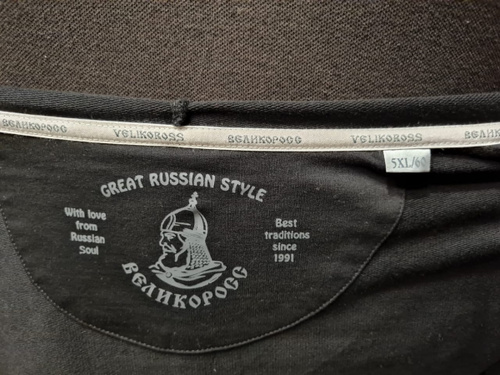 ВЕЛИКОРОСС VELIKOROSS ВЕЛИКОРОСС VELIKOROSS ВЕЛИКОРОСС
5XL/60
GREAT RUSSIAN STYLE
With love
from
Russian
Soul
Best
traditions
since
1991
ВЕЛИКОРОСС